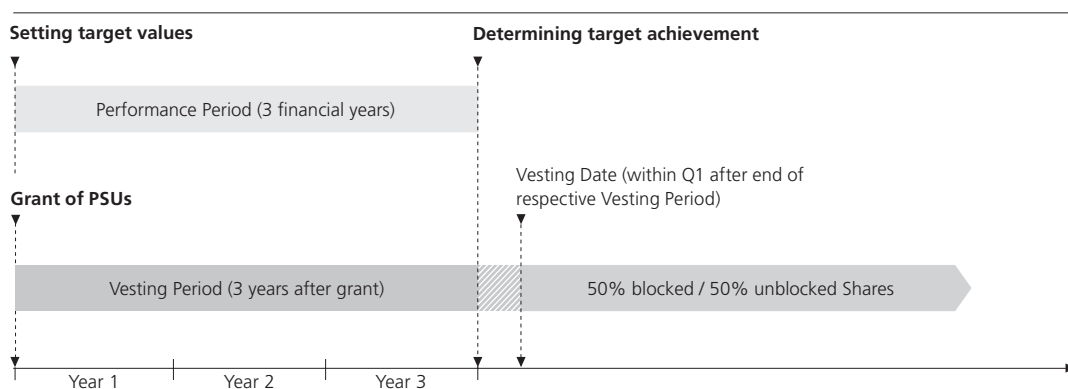 Setting target values
Determining target achievement
Performance Period (3 financial years)
Vesting Date (within Q1 after end of
respective Vesting Period)
Grant of PSUs
Vesting Period (3 years after grant)
50% blocked / 50% unblocked Shares
Year 1
Year 2
Year 3